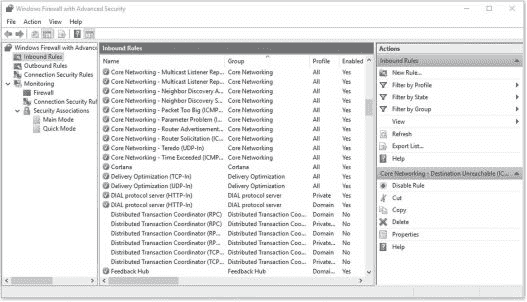 Windows Firewall with Advanced Security
File Action View Help
Windows Firewall with Advanc
Inbound Rules
Outbound Rules
Connection Security Rules
Monitoring
Firewall
Connection Security Rul
Security Associations
Main Mode
Quick Mode
Inbound Rules
Name Group Profile Enabled
Core Networking - Multicast Listener Rep... Core Networking All Yes
Core Networking - Multicast Listener Rep... Core Networking All Yes
Core Networking - Neighbor Discovery A... Core Networking All Yes
Core Networking - Neighbor Discovery S... Core Networking All Yes
Core Networking - Packet Too Big (ICMP... Core Networking All Yes
Core Networking - Parameter Problem (I... Core Networking All Yes
Core Networking - Router Advertisement... Core Networking All Yes
Core Networking - Router Solicitation (IC... Core Networking All Yes
Core Networking - Teredo (UDP-In) Core Networking All Yes
Core Networking - Time Exceeded (ICMP... Core Networking All Yes
Cortana Cortana All Yes
Delivery Optimization (TCP-In) Delivery Optimization All Yes
Delivery Optimization (UDP-In) Delivery Optimization All Yes
DIAL protocol server (HTTP-In) DIAL protocol server Private Yes
DIAL protocol server (HTTP-In) DIAL protocol server Domain Yes
Distributed Transaction Coordinator (RPC) Distributed Transaction Coo... Domain No
Distributed Transaction Coordinator (RPC) Distributed Transaction Coo... Private... No
Distributed Transaction Coordinator (RP... Distributed Transaction Coo... Private... No
Distributed Transaction Coordinator (RP... Distributed Transaction Coo... Domain No
Distributed Transaction Coordinator (TC... Distributed Transaction Coo... Private... No
Distributed Transaction Coordinator (TCP... Distributed Transaction Coo... Domain No
Feedback Hub Feedback Hub Domai... Yes
Actions
Inbound Rules
New Rule...
Filter by Profile
Filter by State
Filter by Group
View
Refresh
Export List...
Help
Core Networking - Destination Unreachable (IC...
Disable Rule
Cut
Copy
Delete
Properties
Help